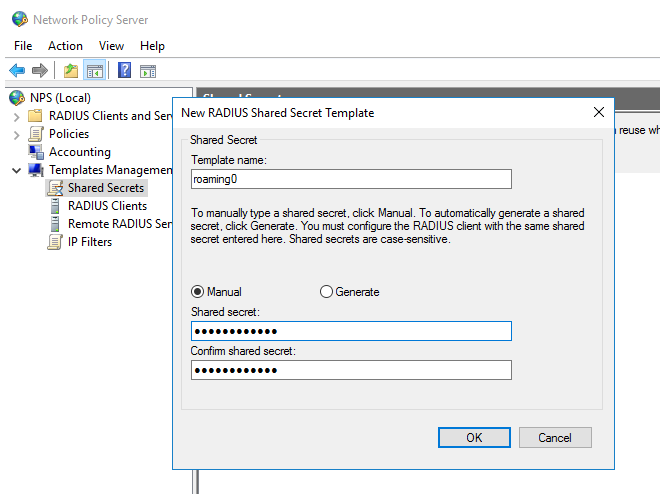 Network Policy Server
File Action View Help
NPS (Local)
RADIUS Clients and Serv
Policies
Accounting
Templates Managemen
Shared Secrets
RADIUS Clients
Remote RADIUS Ser
IP Filters
New RADIUS Shared Secret Template
Shared Secret
Template name:
roaming0
To manually type a shared secret, click Manual. To automatically generate a shared
secret, click Generate. You must configure the RADIUS client with the same shared
secret entered here. Shared secrets are case-sensitive.
Manual Generate
Shared secret:
●●●●●●●●●●●●
Confirm shared secret:
●●●●●●●●●●●●
OK Cancel
reuse wh